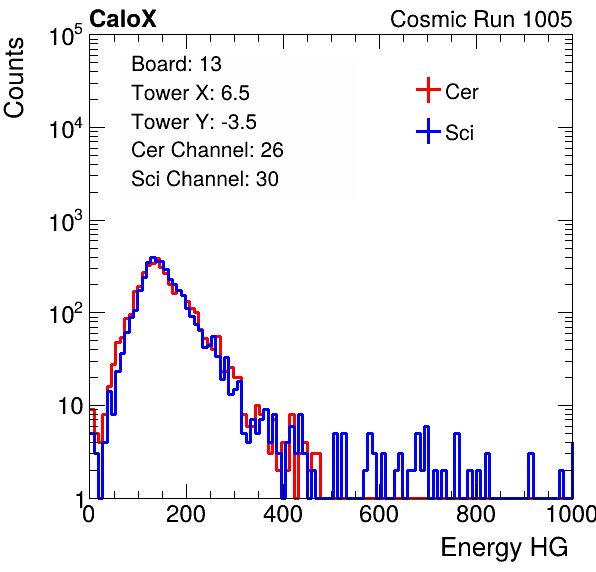 CaloX Cosmic Run 1005
Counts
10^5
10^4
10^3
10^2
10
1
Board: 13
Tower X: 6.5
Tower Y: -3.5
Cer Channel: 26
Sci Channel: 30
Cer
Sci
0 200 400 600 800 1000
Energy HG